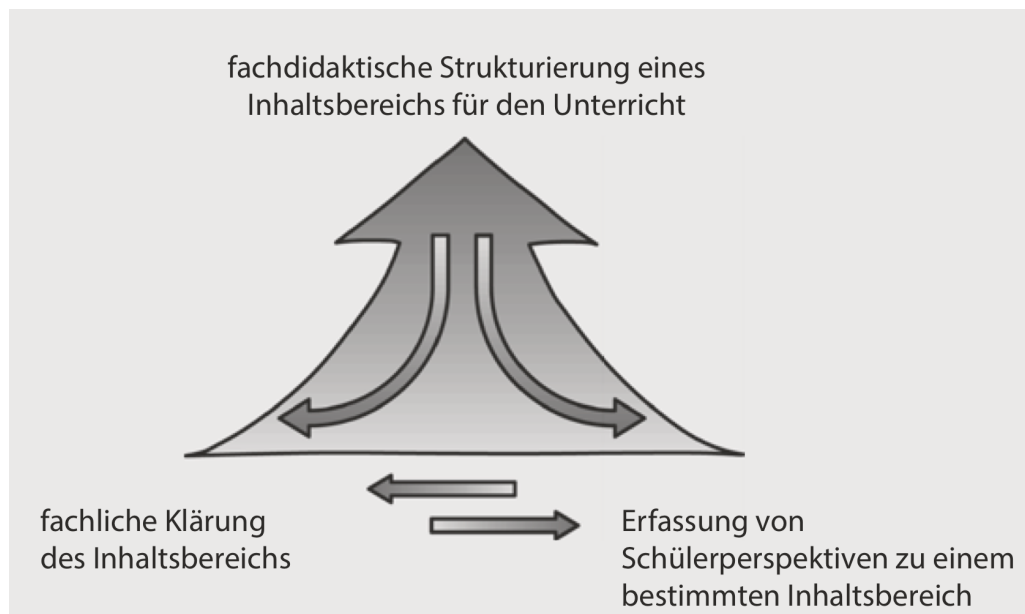 fachdidaktische Strukturierung eines
Inhaltsbereichs für den Unterricht
fachliche Klärung
des Inhaltsbereichs
Erfassung von
Schülerperspektiven zu einem
bestimmten Inhaltsbereich